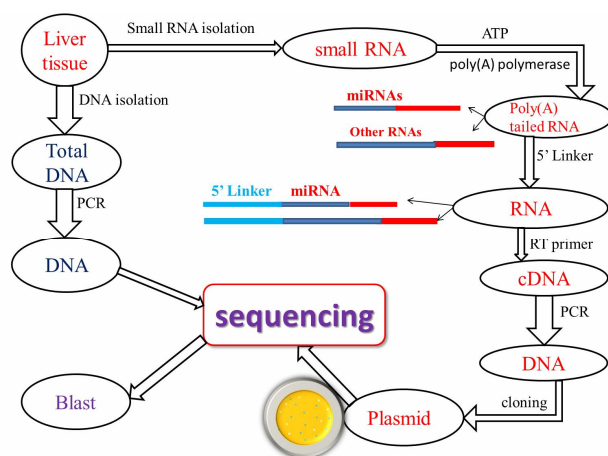 Liver
tissue
Small RNA isolation
small RNA
ATP
poly(A) polymerase
DNA isolation
miRNAs
Poly(A)
tailed RNA
Other RNAs
Total
DNA
5' Linker
5' Linker miRNA
PCR
RNA
RT primer
DNA
cDNA
sequencing
PCR
DNA
Blast
cloning
Plasmid